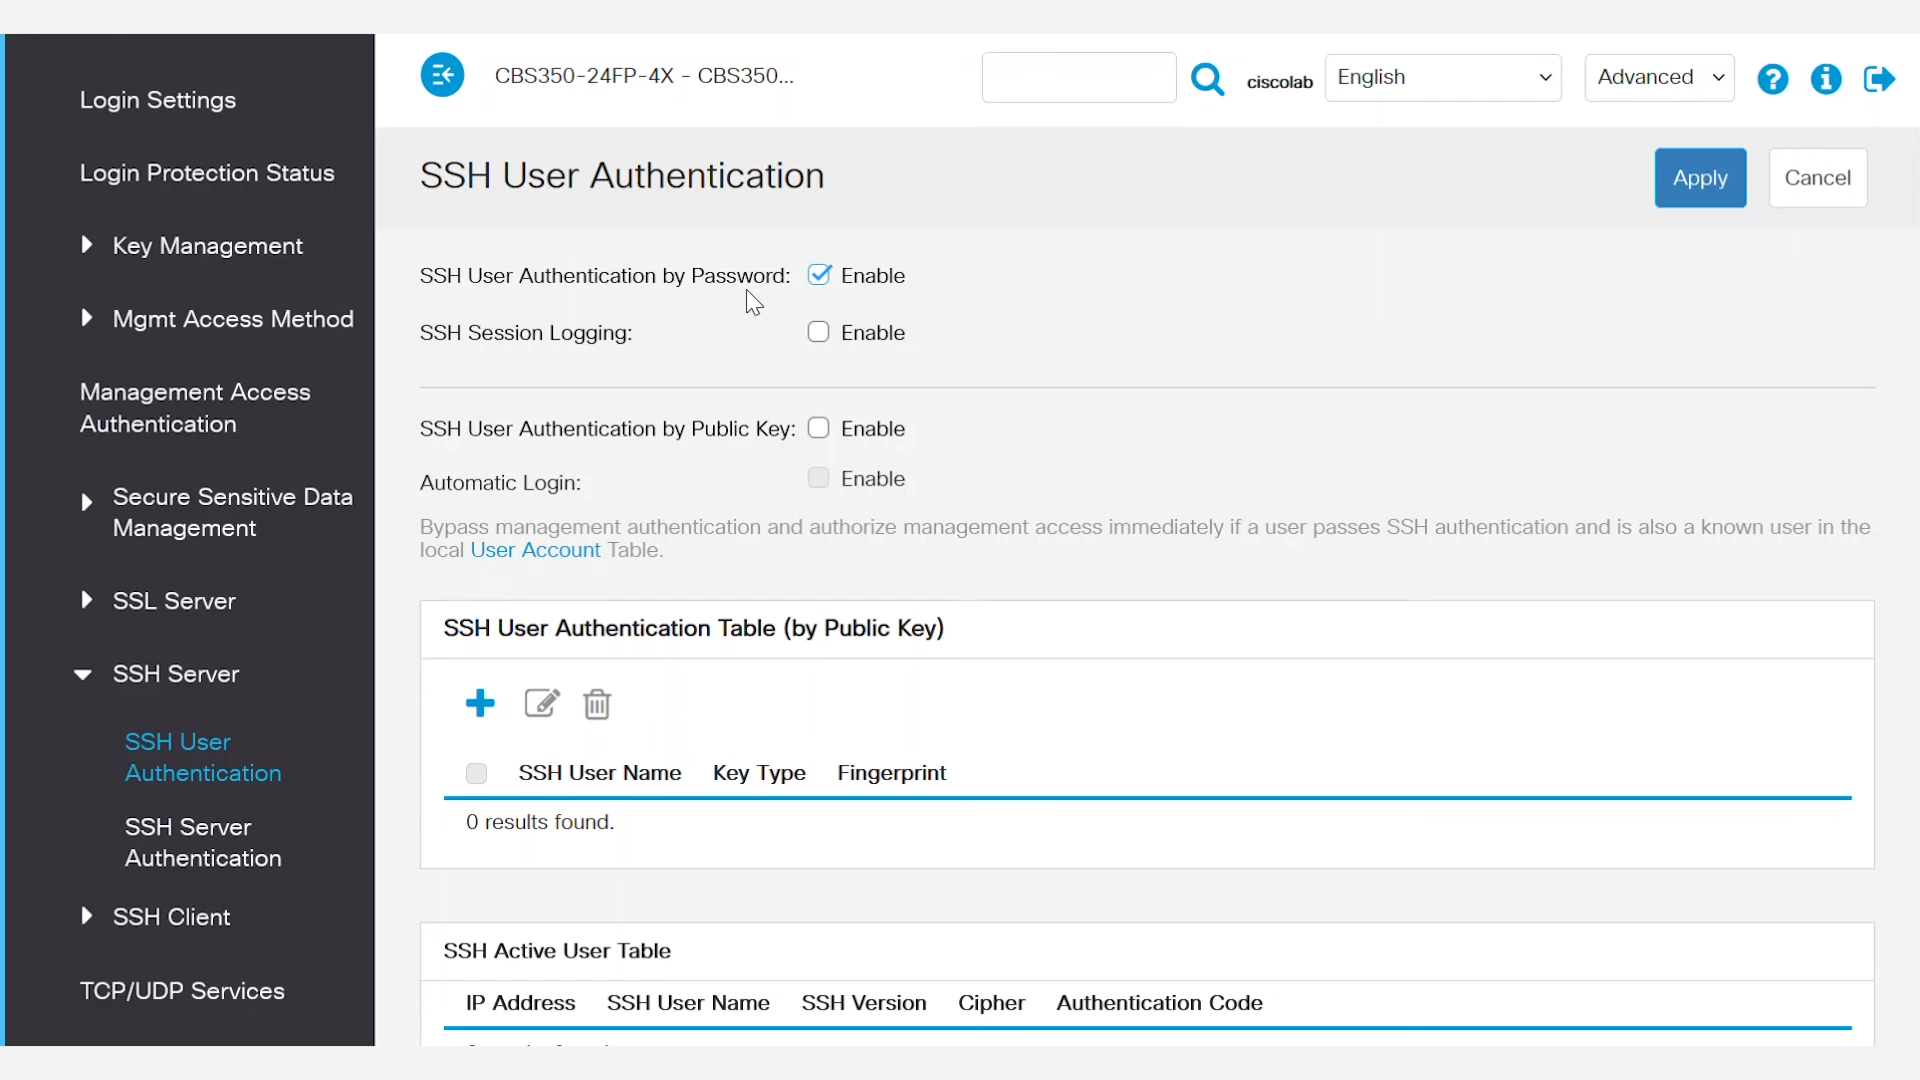 Login Settings
Login Protection Status
Key Management
Mgmt Access Method
Management Access
Authentication
Secure Sensitive Data
Management
SSL Server
SSH Server
SSH User
Authentication
SSH Server
Authentication
SSH Client
TCP/UDP Services
CBS350-24FP-4X - CBS350...
ciscolab
English
Advanced
SSH User Authentication
Apply
Cancel
SSH User Authentication by Password: Enable
SSH Session Logging: Enable
SSH User Authentication by Public Key: Enable
Automatic Login: Enable
Bypass management authentication and authorize management access immediately if a user passes SSH authentication and is also a known user in the
local User Account Table.
SSH User Authentication Table (by Public Key)
SSH User Name Key Type Fingerprint
0 results found.
SSH Active User Table
IP Address SSH User Name SSH Version Cipher Authentication Code